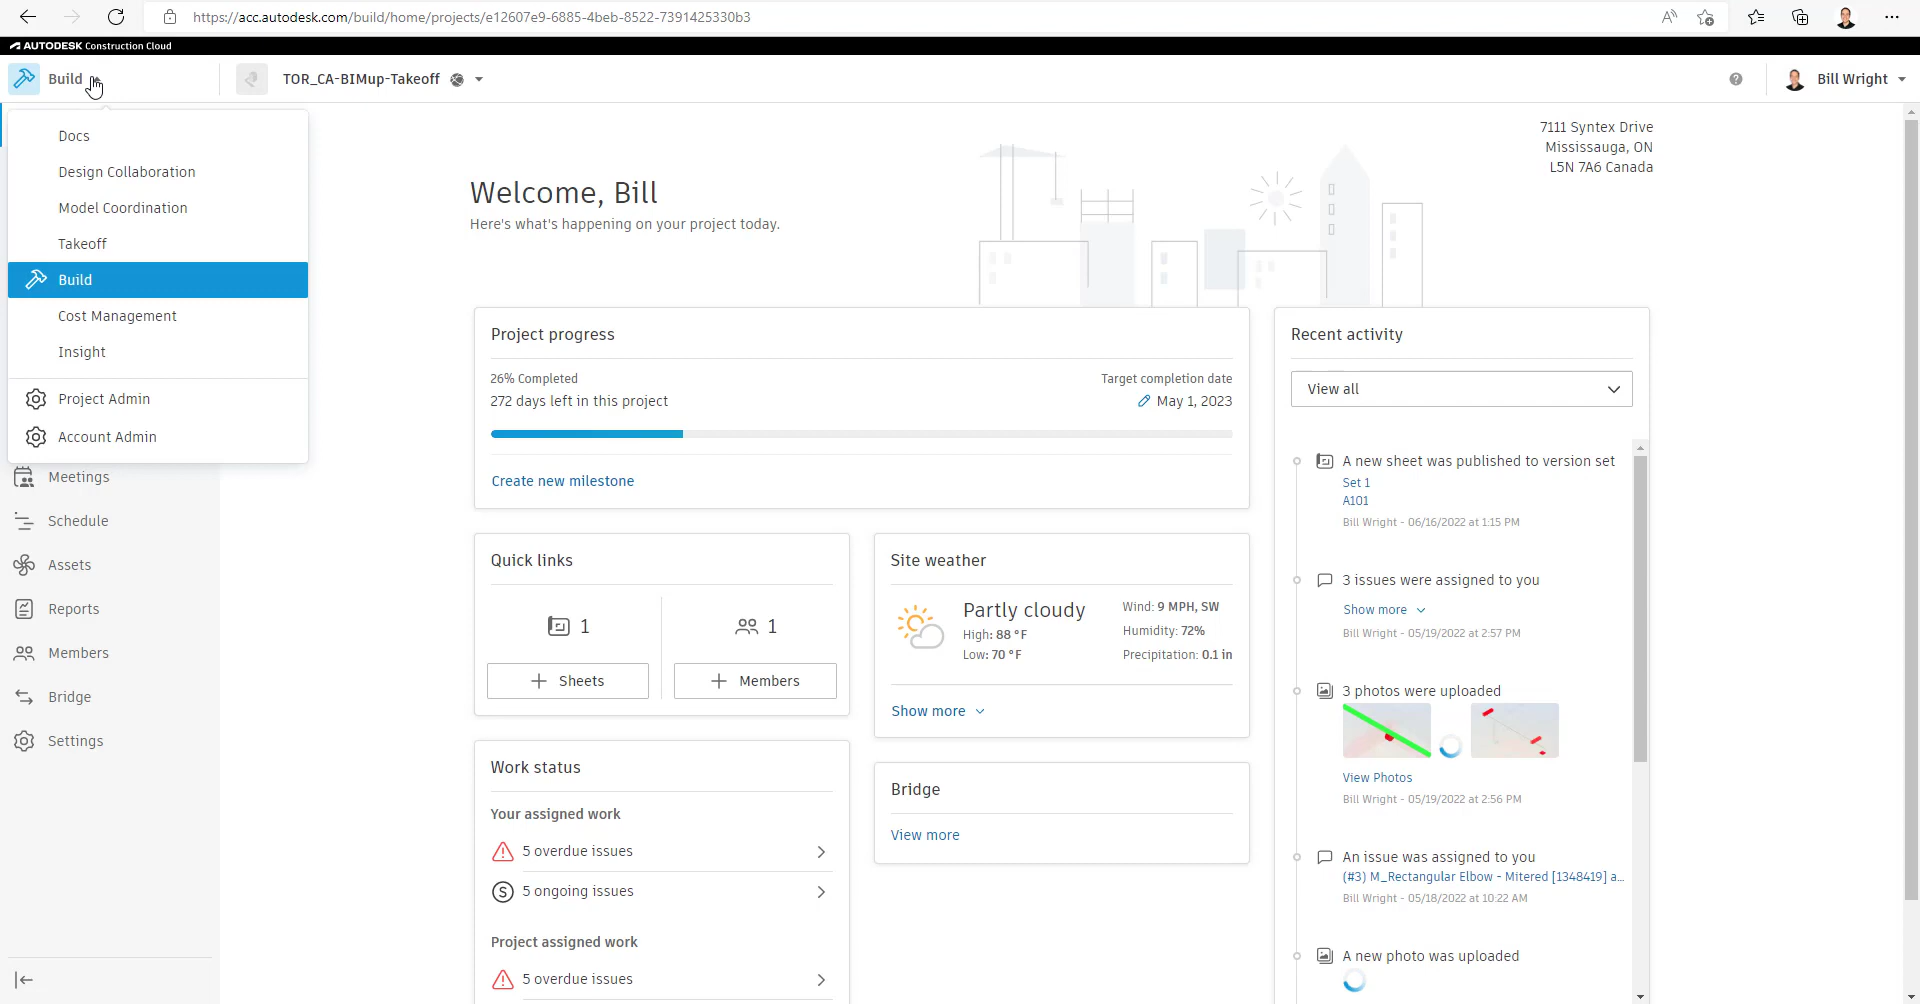 https://acc.autodesk.com/build/home/projects/e12607e9-6885-4beb-8522-7391425330b3
AUTODESK Construction Cloud
Build
TOR_CA-BIMup-Takeoff
Bill Wright
Docs
Design Collaboration
Model Coordination
Takeoff
Build
Cost Management
Insight
Project Admin
Account Admin
Meetings
Schedule
Assets
Reports
Members
Bridge
Settings
7111 Syntex Drive
Mississauga, ON
L5N 7A6 Canada
Welcome, Bill
Here's what's happening on your project today.
Project progress
26% Completed
272 days left in this project
Target completion date
May 1, 2023
Create new milestone
Quick links
1
1
Sheets
Members
Site weather
Partly cloudy
High: 88 °F
Low: 70 °F
Wind: 9 MPH, SW
Humidity: 72%
Precipitation: 0.1 in
Show more
Work status
Your assigned work
5 overdue issues
5 ongoing issues
Project assigned work
5 overdue issues
Bridge
View more
Recent activity
View all
A new sheet was published to version set
Set 1
A101
Bill Wright - 06/16/2022 at 1:15 PM
3 issues were assigned to you
Show more
Bill Wright - 05/19/2022 at 2:57 PM
3 photos were uploaded
View Photos
Bill Wright - 05/19/2022 at 2:56 PM
An issue was assigned to you
(#3) M_Rectangular Elbow - Mitered [1348419] a...
Bill Wright - 05/18/2022 at 10:22 AM
A new photo was uploaded